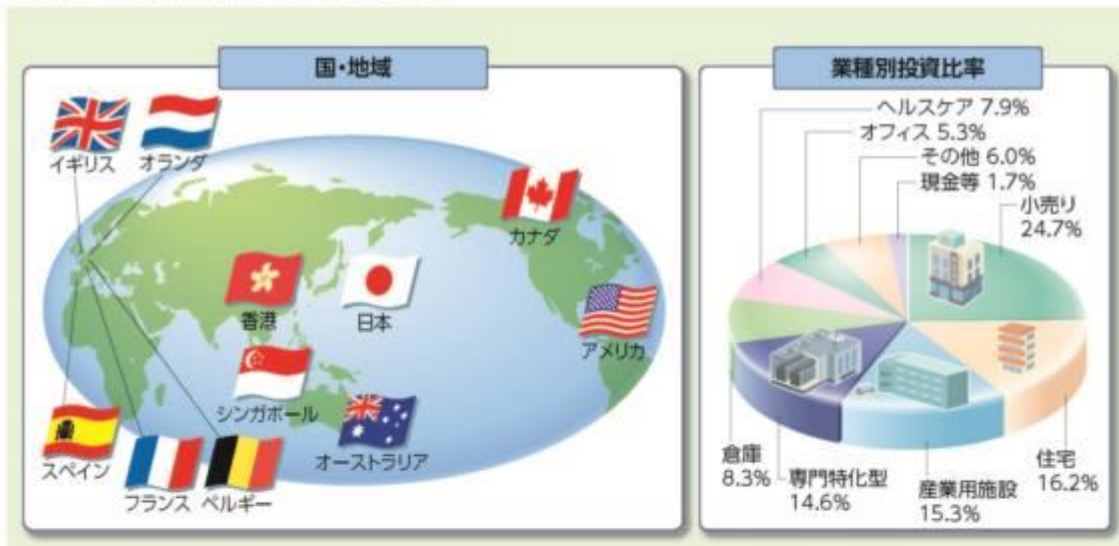 国・地域
イギリス
オランダ
カナダ
香港
日本
アメリカ
シンガポール
オーストラリア
スペイン
フランス
ベルギー
業種別投資比率
ヘルスケア 7.9%
オフィス 5.3%
その他 6.0%
現金等 1.7%
小売り
24.7%
倉庫
8.3%
専門特化型
14.6%
産業用施設
15.3%
住宅
16.2%